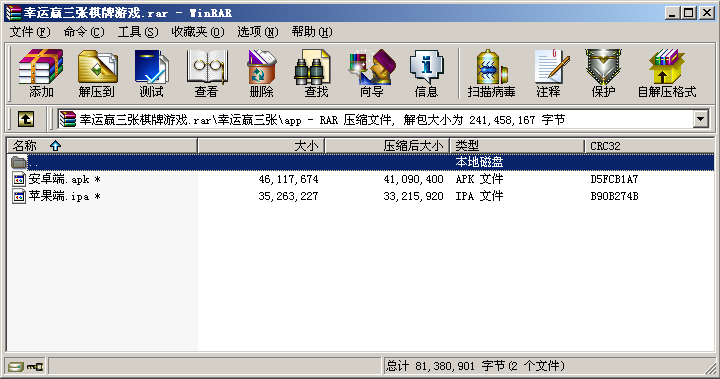 幸运赢三张棋牌游戏.rar - WinRAR
文件(F) 命令(C) 工具(S) 收藏夹(O) 选项(N) 帮助(H)
添加 解压到 测试 查看 删除 查找 向导 信息 扫描病毒 注释 保护 自解压格式
幸运赢三张棋牌游戏.rar\幸运赢三张\app - RAR 压缩文件, 解包大小为 241,458,167 字节
名称 大小 压缩后大小 类型 CRC32
.. 本地磁盘
安卓端.apk * 46,117,674 41,090,400 APK 文件 D5FCB1A7
苹果端.ipa * 35,263,227 33,215,920 IPA 文件 B90B274B
总计 81,380,901 字节(2 个文件)